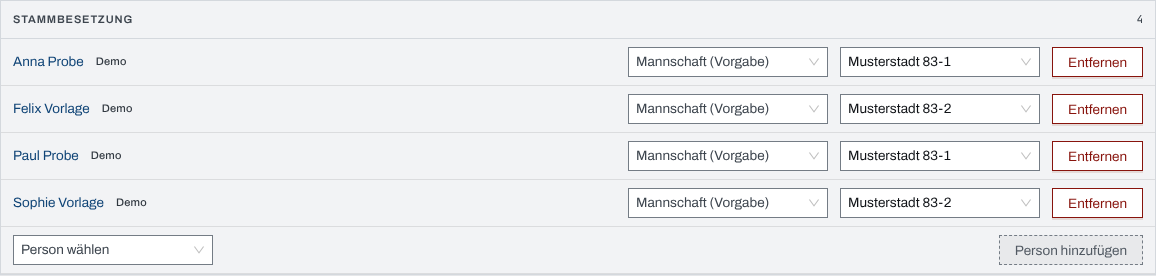 STAMMBESETZUNG 4
Anna Probe Demo Mannschaft (Vorgabe) Musterstadt 83-1 Entfernen
Felix Vorlage Demo Mannschaft (Vorgabe) Musterstadt 83-2 Entfernen
Paul Probe Demo Mannschaft (Vorgabe) Musterstadt 83-1 Entfernen
Sophie Vorlage Demo Mannschaft (Vorgabe) Musterstadt 83-2 Entfernen
Person wählen Person hinzufügen